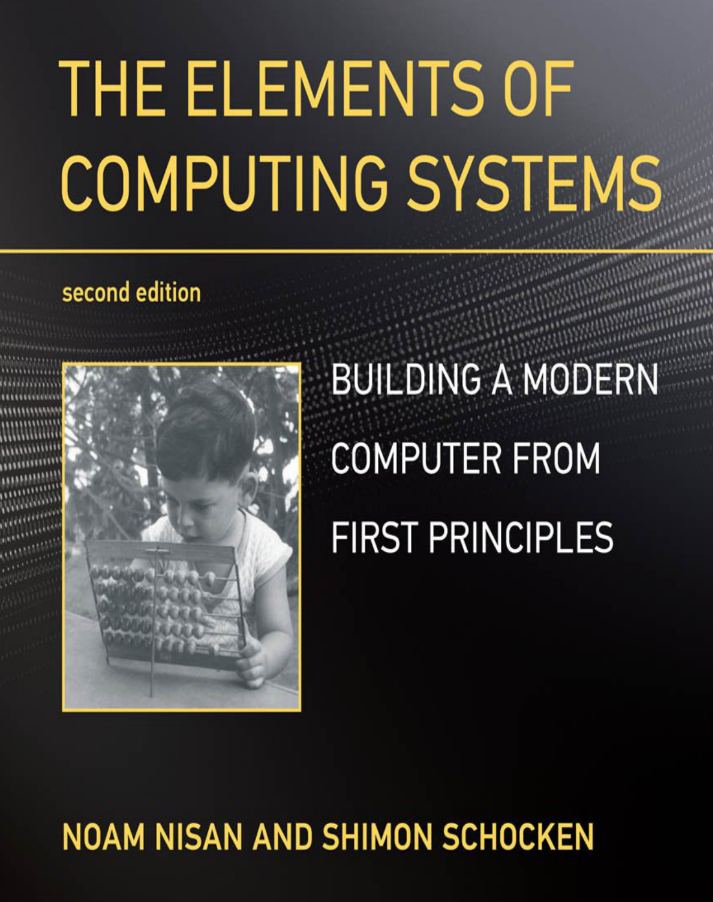 THE ELEMENTS OF
COMPUTING SYSTEMS
second edition
BUILDING A MODERN
COMPUTER FROM
FIRST PRINCIPLES
NOAM NISAN AND SHIMON SCHOCKEN